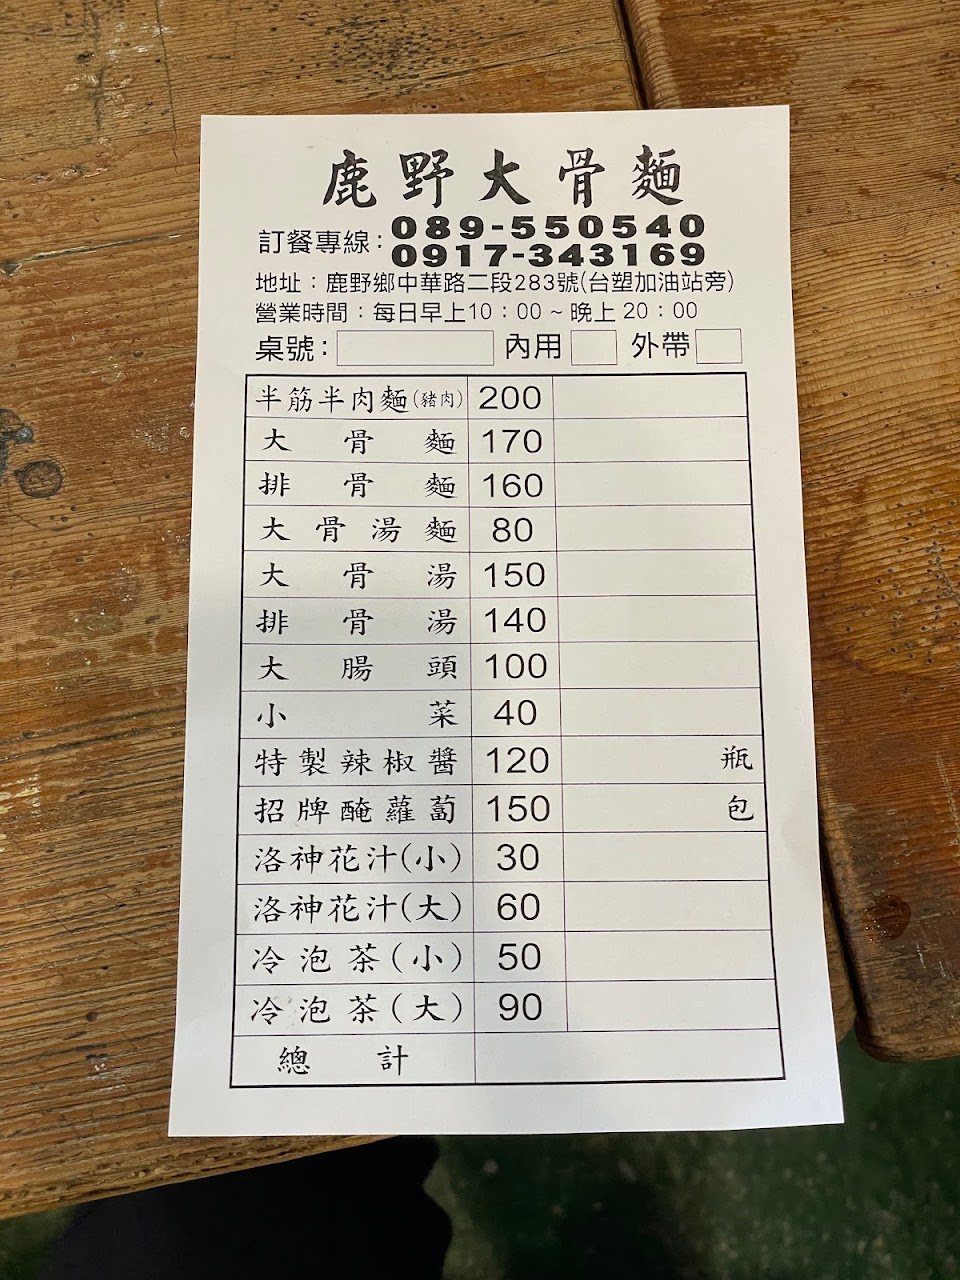 鹿野大骨麵
訂餐專線：089-550540
0917-343169
地址：鹿野鄉中華路二段283號(台塑加油站旁)
營業時間：每日早上10：00 ~ 晚上 20：00
桌號： 內用 外帶
半筋半肉麵(豬肉) 200
大骨麵 170
排骨麵 160
大骨湯麵 80
大骨湯 150
排骨湯 140
大腸頭 100
小菜 40
特製辣椒醬 120 瓶
招牌醃蘿蔔 150 包
洛神花汁(小) 30
洛神花汁(大) 60
冷泡茶(小) 50
冷泡茶(大) 90
總計